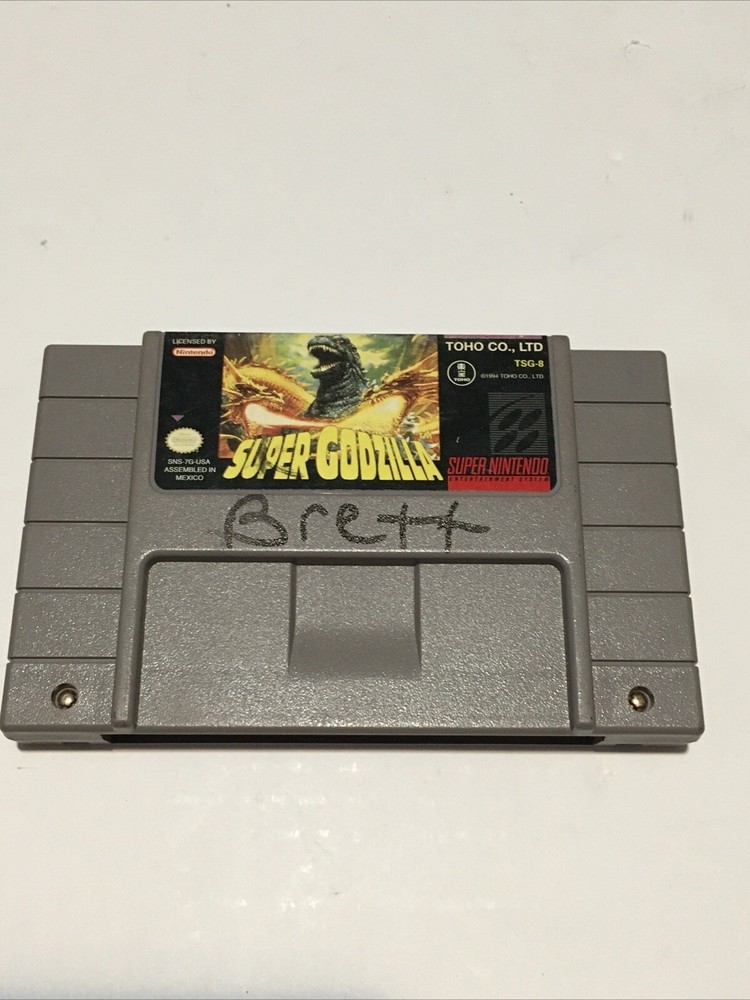 LICENSED BY
Nintendo
SNS-7G-USA
ASSEMBLED IN
MEXICO
SUPER GODZILLA
TOHO CO., LTD
TSG-8
TOHO
©1994 TOHO CO., LTD.
SUPER NINTENDO
ENTERTAINMENT SYSTEM
Brett